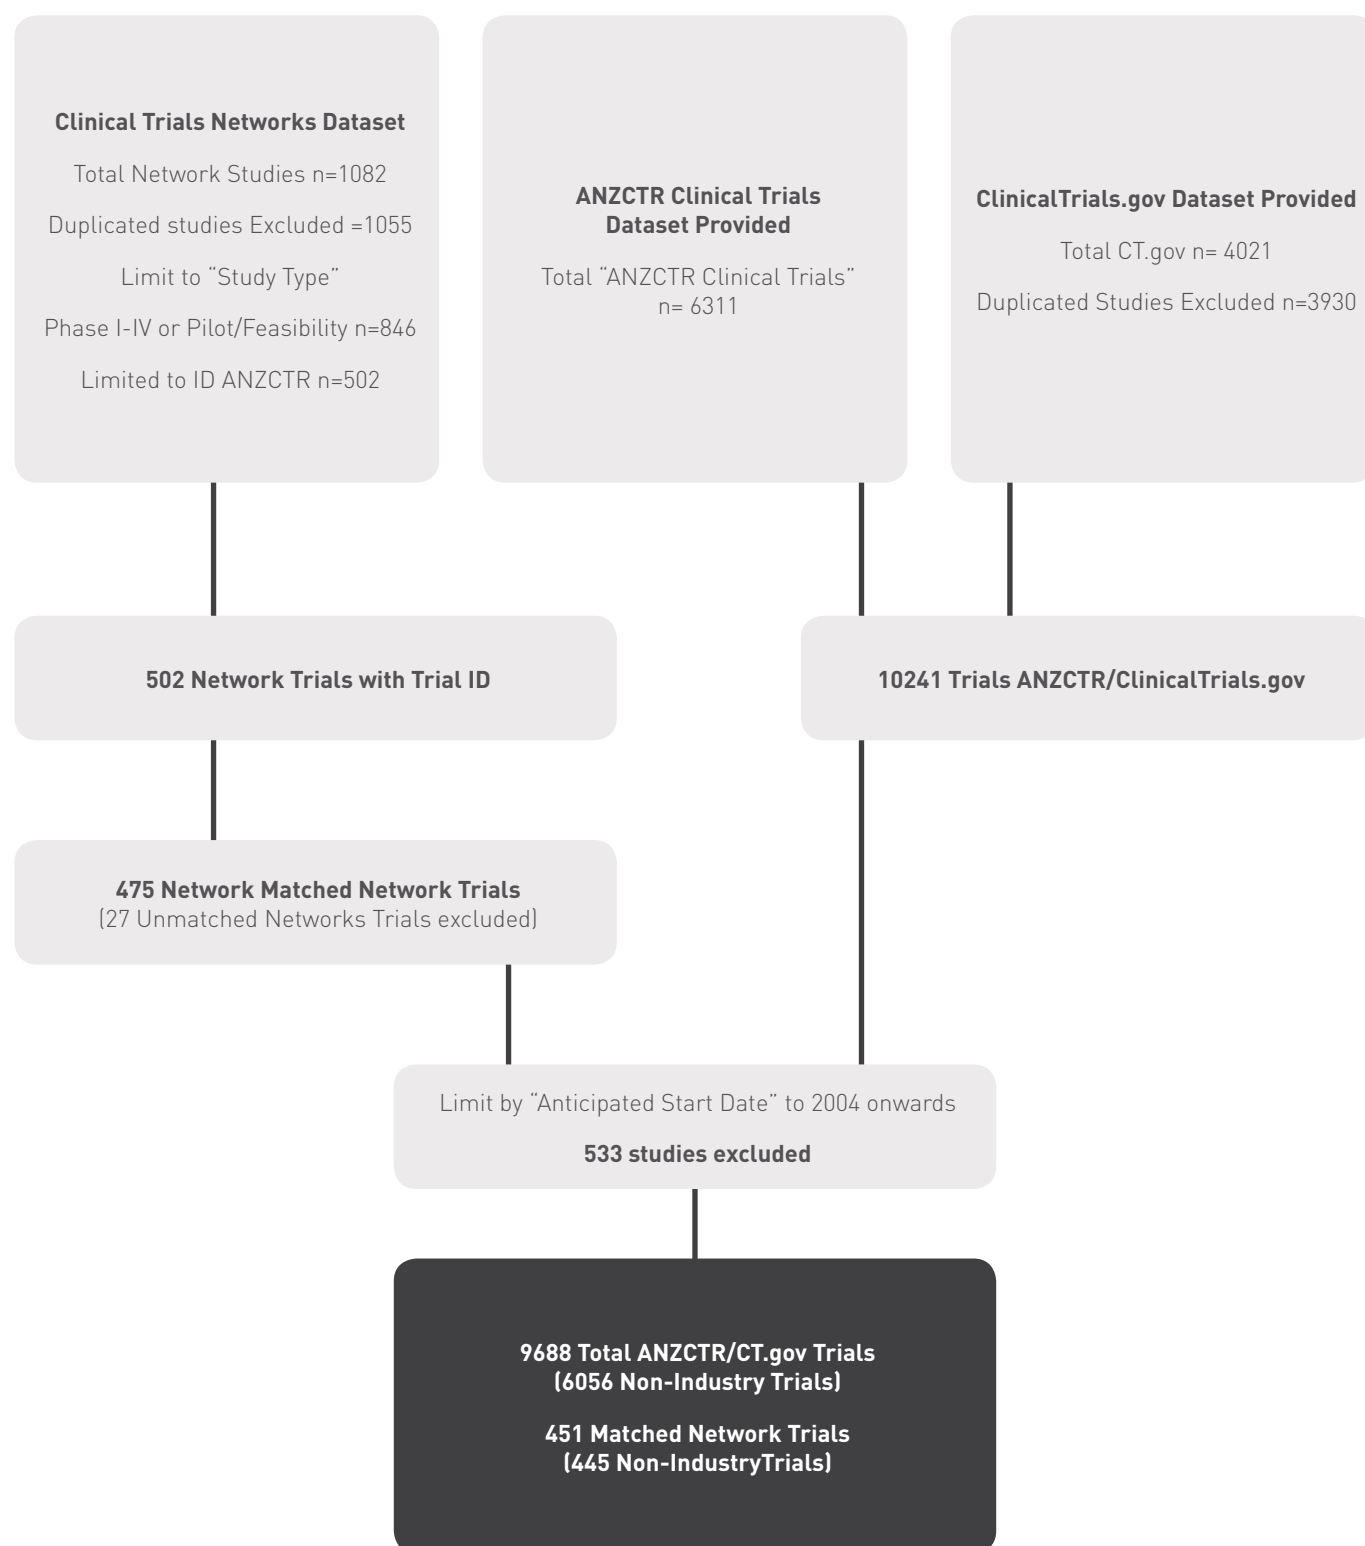 Clinical Trials Networks Dataset
Total Network Studies n=1082
Duplicated studies Excluded =1055
Limit to “Study Type”
Phase I-IV or Pilot/Feasibility n=846
Limited to ID ANZCTR n=502
ANZCTR Clinical Trials
Dataset Provided
Total “ANZCTR Clinical Trials”
n= 6311
ClinicalTrials.gov Dataset Provided
Total CT.gov n= 4021
Duplicated Studies Excluded n=3930
502 Network Trials with Trial ID
10241 Trials ANZCTR/ClinicalTrials.gov
475 Network Matched Network Trials
(27 Unmatched Networks Trials excluded)
Limit by “Anticipated Start Date” to 2004 onwards
533 studies excluded
9688 Total ANZCTR/CT.gov Trials
(6056 Non-Industry Trials)
451 Matched Network Trials
(445 Non-IndustryTrials)